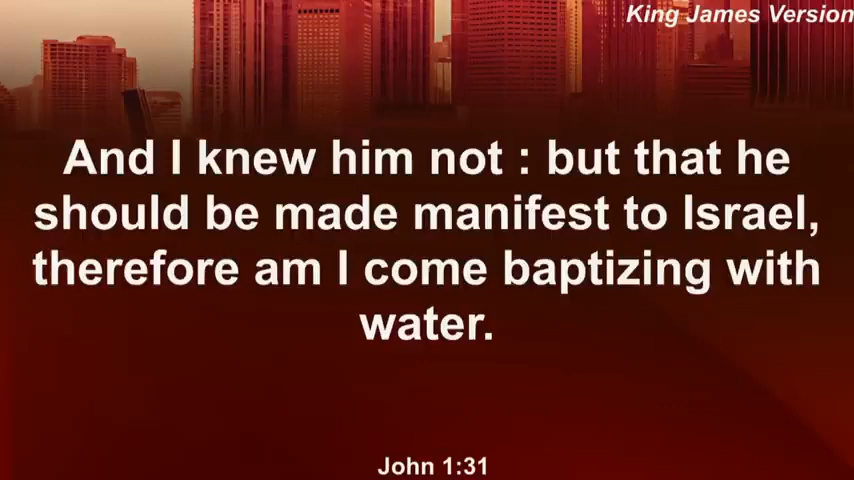 King James Version
And I knew him not : but that he
should be made manifest to Israel,
therefore am I come baptizing with
water.
John 1:31